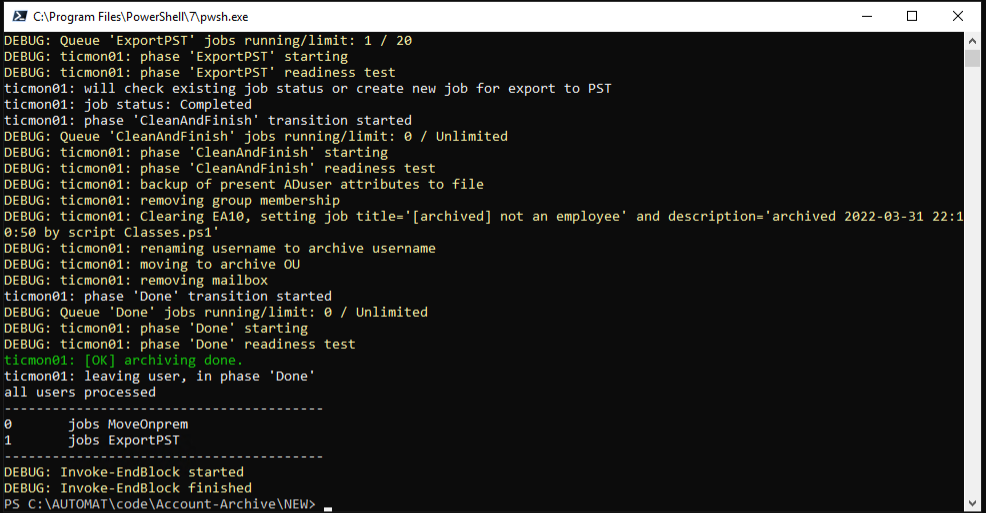 C:\Program Files\PowerShell\7\pwsh.exe
DEBUG: Queue 'ExportPST' jobs running/limit: 1 / 20
DEBUG: ticmon01: phase 'ExportPST' starting
DEBUG: ticmon01: phase 'ExportPST' readiness test
ticmon01: will check existing job status or create new job for export to PST
ticmon01: job status: Completed
ticmon01: phase 'CleanAndFinish' transition started
DEBUG: Queue 'CleanAndFinish' jobs running/limit: 0 / Unlimited
DEBUG: ticmon01: phase 'CleanAndFinish' starting
DEBUG: ticmon01: phase 'CleanAndFinish' readiness test
DEBUG: ticmon01: backup of present ADuser attributes to file
DEBUG: ticmon01: removing group membership
DEBUG: ticmon01: Clearing EA10, setting job title='[archived] not an employee' and description='archived 2022-03-31 22:1
0:50 by script Classes.ps1'
DEBUG: ticmon01: renaming username to archive username
DEBUG: ticmon01: moving to archive OU
DEBUG: ticmon01: removing mailbox
ticmon01: phase 'Done' transition started
DEBUG: Queue 'Done' jobs running/limit: 0 / Unlimited
DEBUG: ticmon01: phase 'Done' starting
DEBUG: ticmon01: phase 'Done' readiness test
ticmon01: [OK] archiving done.
ticmon01: leaving user, in phase 'Done'
all users processed
----------------------------------------
0       jobs MoveOnprem
1       jobs ExportPST
----------------------------------------
DEBUG: Invoke-EndBlock started
DEBUG: Invoke-EndBlock finished
PS C:\AUTOMAT\code\Account-Archive\NEW>